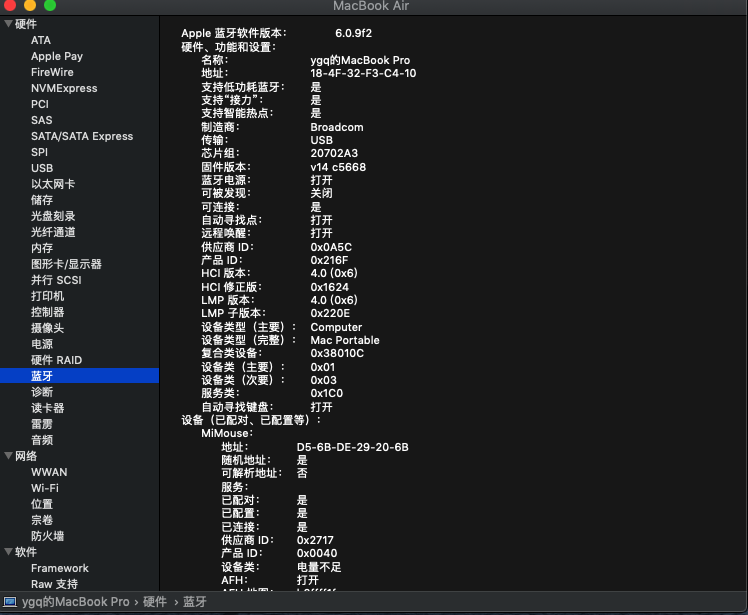 MacBook Air
硬件
ATA
Apple Pay
FireWire
NVMExpress
PCI
SAS
SATA/SATA Express
SPI
USB
以太网卡
储存
光盘刻录
光纤通道
内存
图形卡/显示器
并行 SCSI
打印机
控制器
摄像头
电源
硬件 RAID
蓝牙
诊断
读卡器
雷雳
音频
网络
WWAN
Wi-Fi
位置
宗卷
防火墙
软件
Framework
Raw 支持
Apple 蓝牙软件版本： 6.0.9f2
硬件、功能和设置：
名称： ygq的MacBook Pro
地址： 18-4F-32-F3-C4-10
支持低功耗蓝牙： 是
支持“接力”： 是
支持智能热点： 是
制造商： Broadcom
传输： USB
芯片组： 20702A3
固件版本： v14 c5668
蓝牙电源： 打开
可被发现： 关闭
可连接： 是
自动寻找点： 打开
远程唤醒： 打开
供应商 ID： 0x0A5C
产品 ID： 0x216F
HCI 版本： 4.0 (0x6)
HCI 修正版： 0x1624
LMP 版本： 4.0 (0x6)
LMP 子版本： 0x220E
设备类型（主要）： Computer
设备类型（完整）： Mac Portable
复合类设备： 0x38010C
设备类（主要）： 0x01
设备类（次要）： 0x03
服务类： 0x1C0
自动寻找键盘： 打开
设备（已配对、已配置等）：
MiMouse：
地址： D5-6B-DE-29-20-6B
随机地址： 是
可解析地址： 否
服务：
已配对： 是
已配置： 是
已连接： 是
供应商 ID： 0x2717
产品 ID： 0x0040
设备类： 电量不足
AFH： 打开
ygq的MacBook Pro › 硬件 › 蓝牙